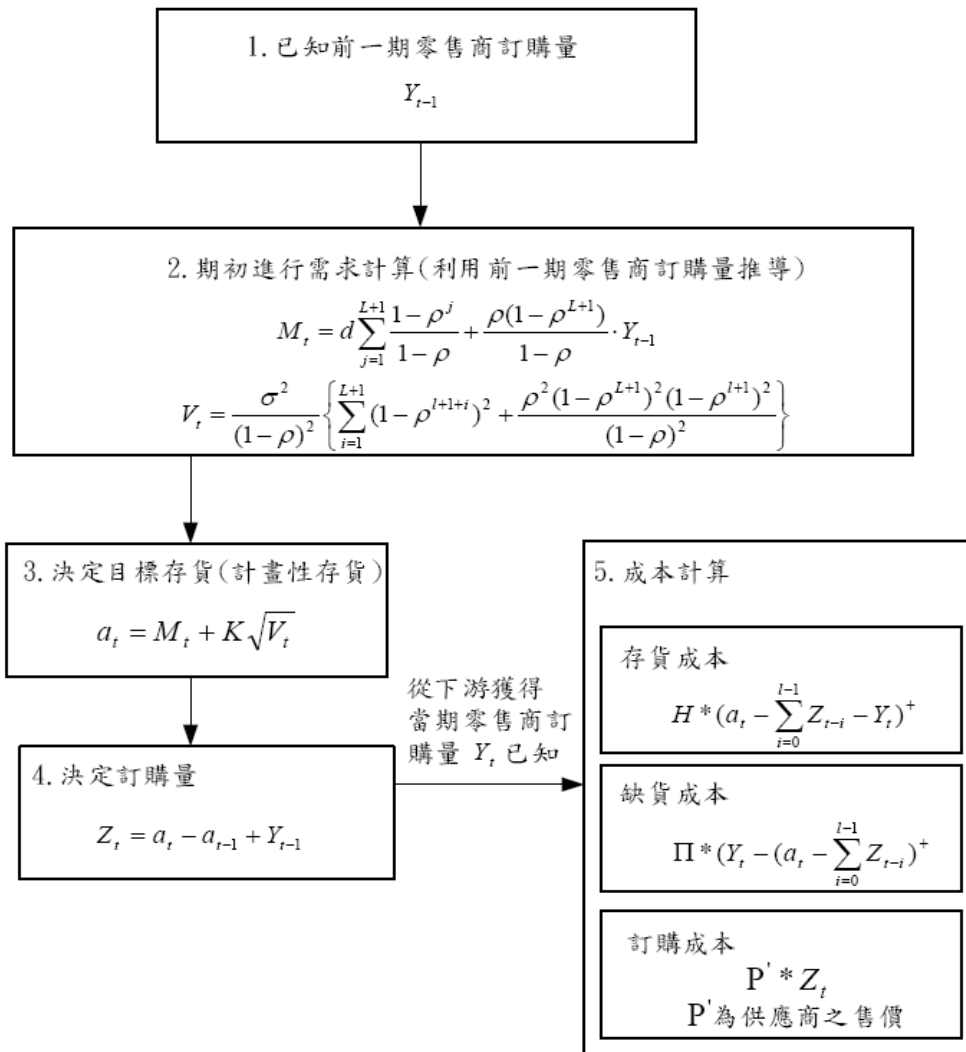 1.已知前一期零售商訂購量
Y_{t-1}
2.期初進行需求計算(利用前一期零售商訂購量推導)
M_t = d\sum_{j=1}^{L+1}\frac{1-\rho^j}{1-\rho}+\frac{\rho(1-\rho^{L+1})}{1-\rho}\cdot Y_{t-1}
V_t = \frac{\sigma^2}{(1-\rho)^2}\left\{\sum_{i=1}^{L+1}(1-\rho^{l+1+i})^2+\frac{\rho^2(1-\rho^{L+1})^2(1-\rho^{l+1})^2}{(1-\rho)^2}\right\}
3.決定目標存貨(計畫性存貨)
a_t = M_t + K\sqrt{V_t}
4.決定訂購量
Z_t = a_t - a_{t-1} + Y_{t-1}
從下游獲得
當期零售商訂
購量 Y_t 已知
5.成本計算
存貨成本
H*(a_t - \sum_{i=0}^{l-1}Z_{t-i} - Y_t)^+
缺貨成本
Π*(Y_t - (a_t - \sum_{i=0}^{l-1}Z_{t-i})^+
訂購成本
P'*Z_t
P'為供應商之售價